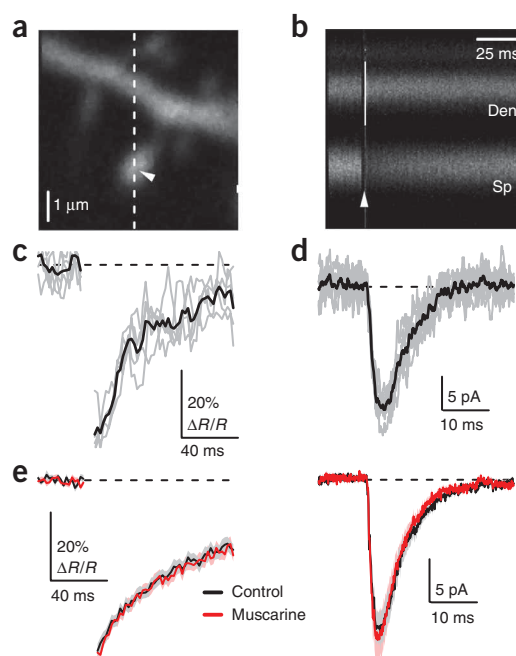 a
b
1 µm
25 ms
Den
Sp
c
d
20%
ΔR/R
40 ms
5 pA
10 ms
e
20%
ΔR/R
40 ms
Control
Muscarine
5 pA
10 ms